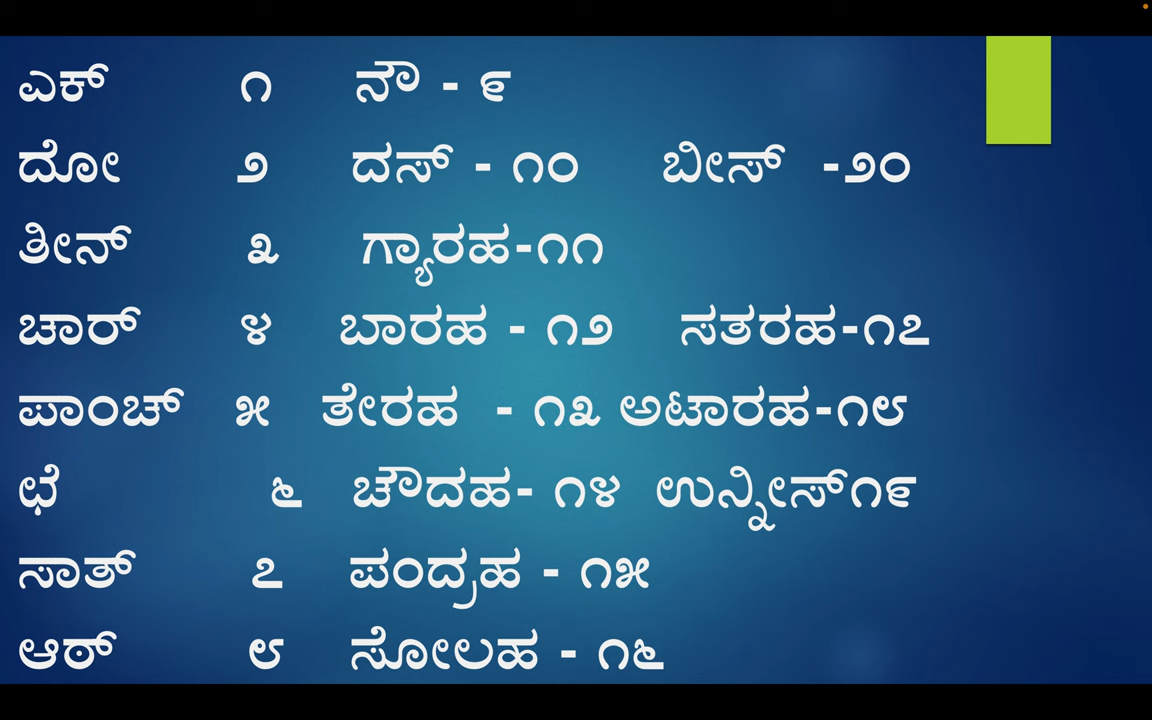 ಎಕ್ ೧ ನೌ - ೯
ದೋ ೨ ದಸ್ - ೧೦ ಬೀಸ್ -೨೦
ತೀನ್ ೩ ಗ್ಯಾರಹ-೧೧
ಚಾರ್ ೪ ಬಾರಹ - ೧೨ ಸತರಹ-೧೭
ಪಾಂಚ್ ೫ ತೇರಹ - ೧೩ ಅಟಾರಹ-೧೮
ಛೆ ೬ ಚೌದಹ- ೧೪ ಉನ್ನೀಸ್೧೯
ಸಾತ್ ೭ ಪಂದ್ರಹ - ೧೫
ಆಠ್ ೮ ಸೋಲಹ - ೧೬